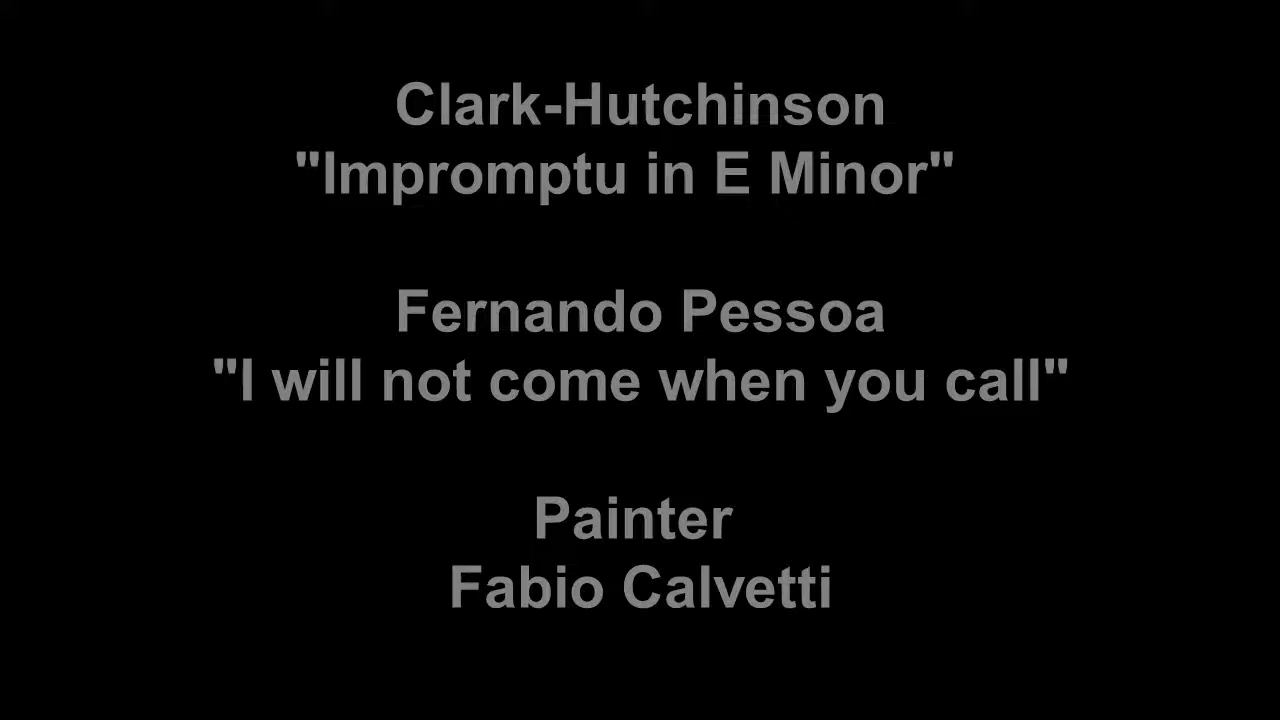 Clark-Hutchinson
"Impromptu in E Minor"
Fernando Pessoa
"I will not come when you call"
Painter
Fabio Calvetti